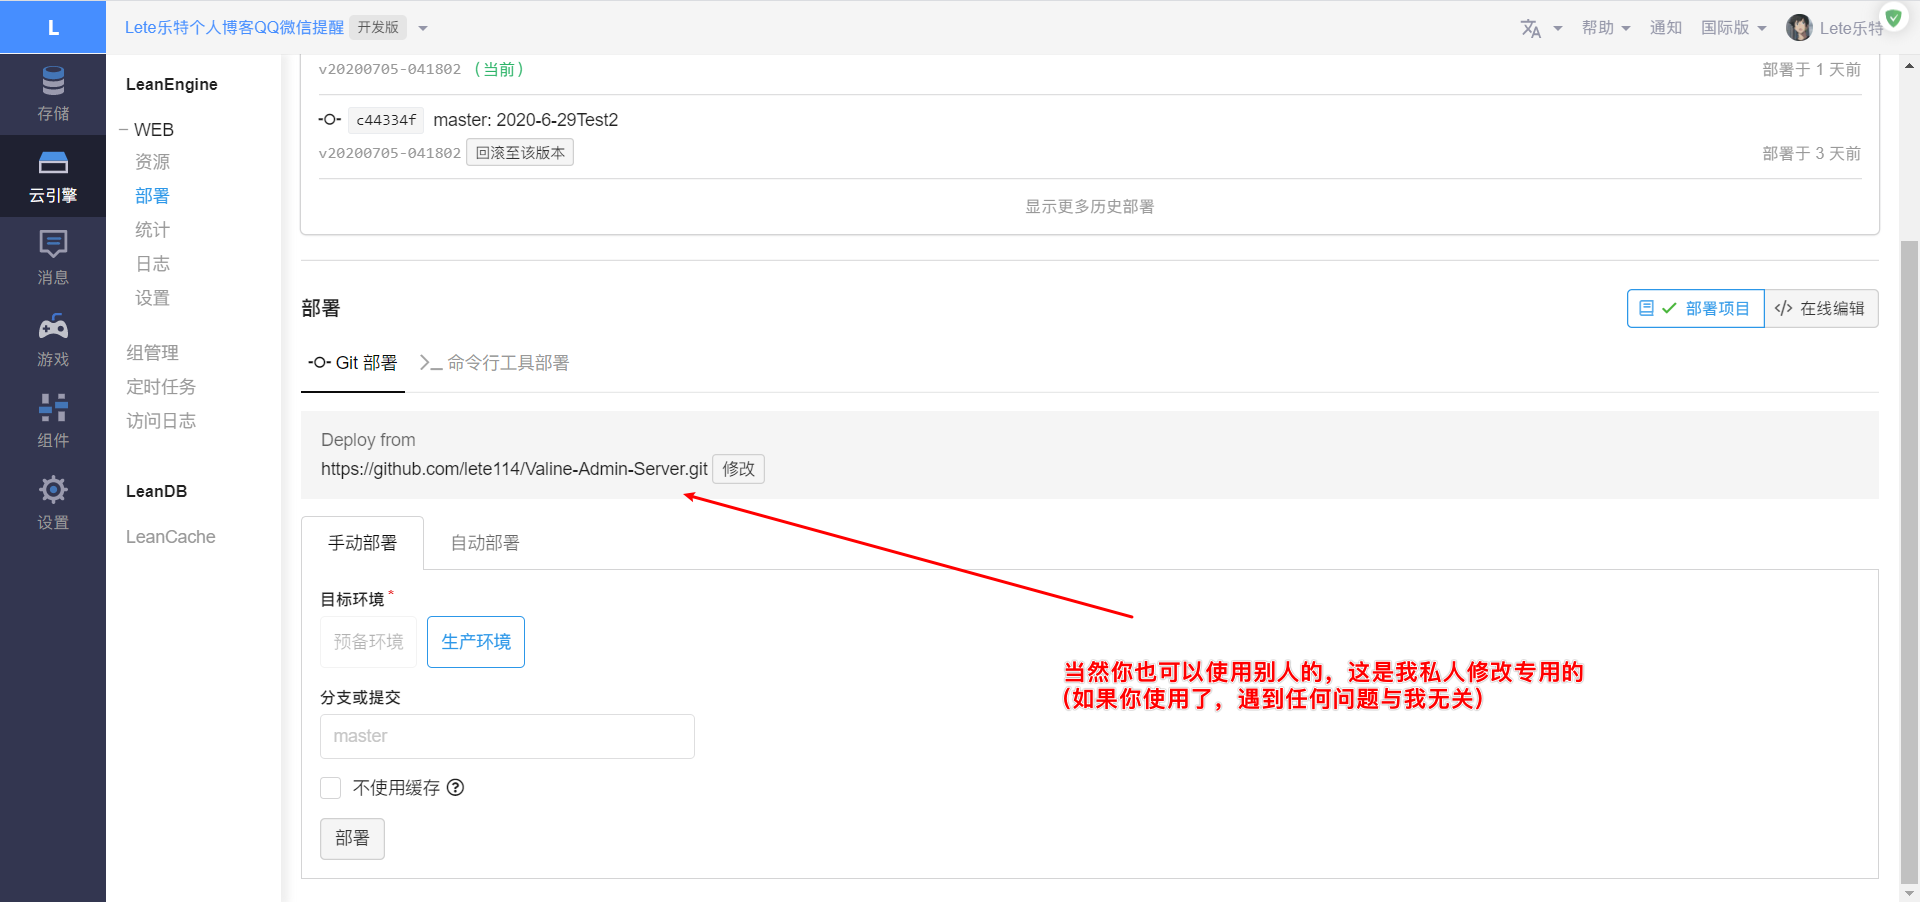 L
Lete乐特个人博客QQ微信提醒 开发版
帮助 通知 国际版 Lete乐特
存储
云引擎
消息
游戏
组件
设置
LeanEngine
WEB
资源
部署
统计
日志
设置
组管理
定时任务
访问日志
LeanDB
LeanCache
v20200705-041802 (当前) 部署于 1 天前
c44334f master: 2020-6-29Test2
v20200705-041802 回滚至该版本 部署于 3 天前
显示更多历史部署
部署 部署项目 </> 在线编辑
Git 部署 命令行工具部署
Deploy from
https://github.com/lete114/Valine-Admin-Server.git 修改
手动部署 自动部署
目标环境 *
预备环境 生产环境
当然你也可以使用别人的，这是我私人修改专用的
(如果你使用了，遇到任何问题与我无关)
分支或提交
master
不使用缓存
部署